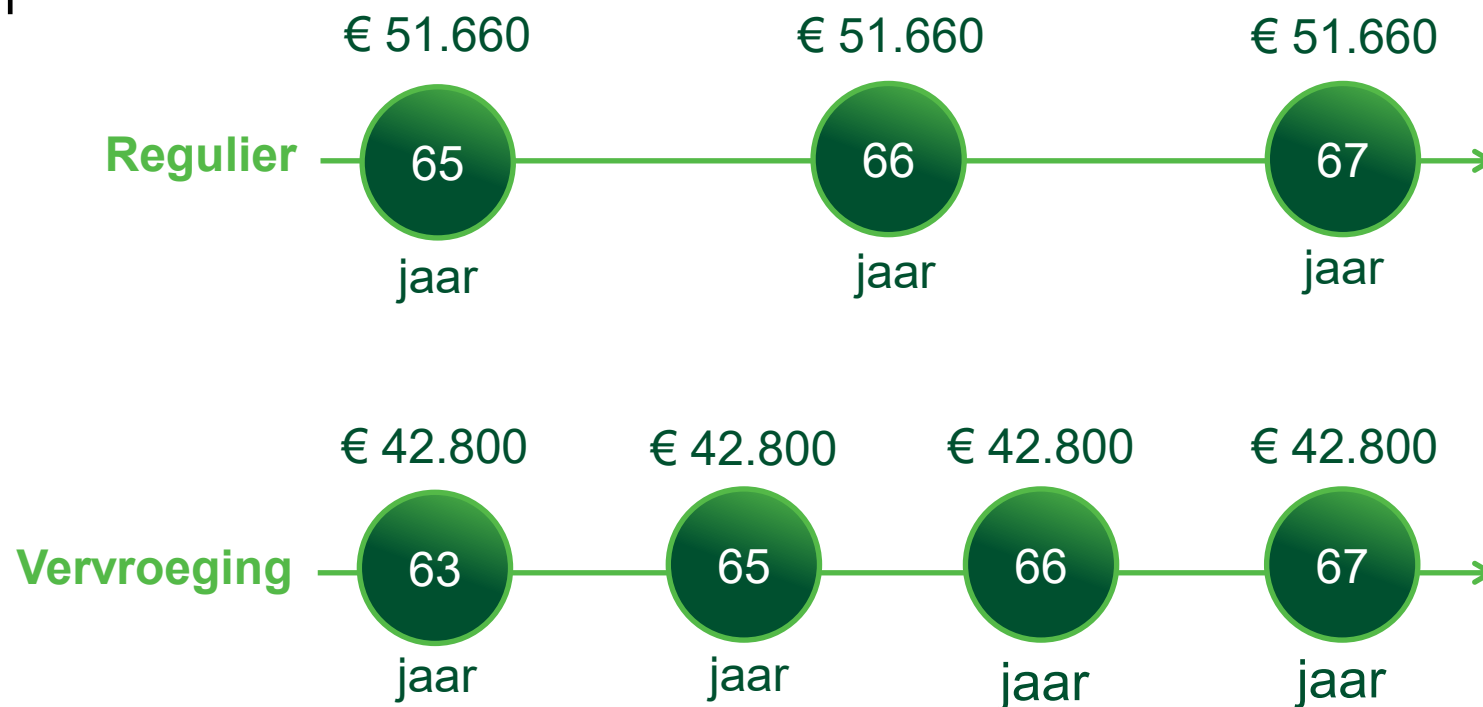 € 51.660 € 51.660 € 51.660
Regulier 65 66 67
jaar jaar jaar
€ 42.800 € 42.800 € 42.800 € 42.800
Vervroeging 63 65 66 67
jaar jaar jaar jaar